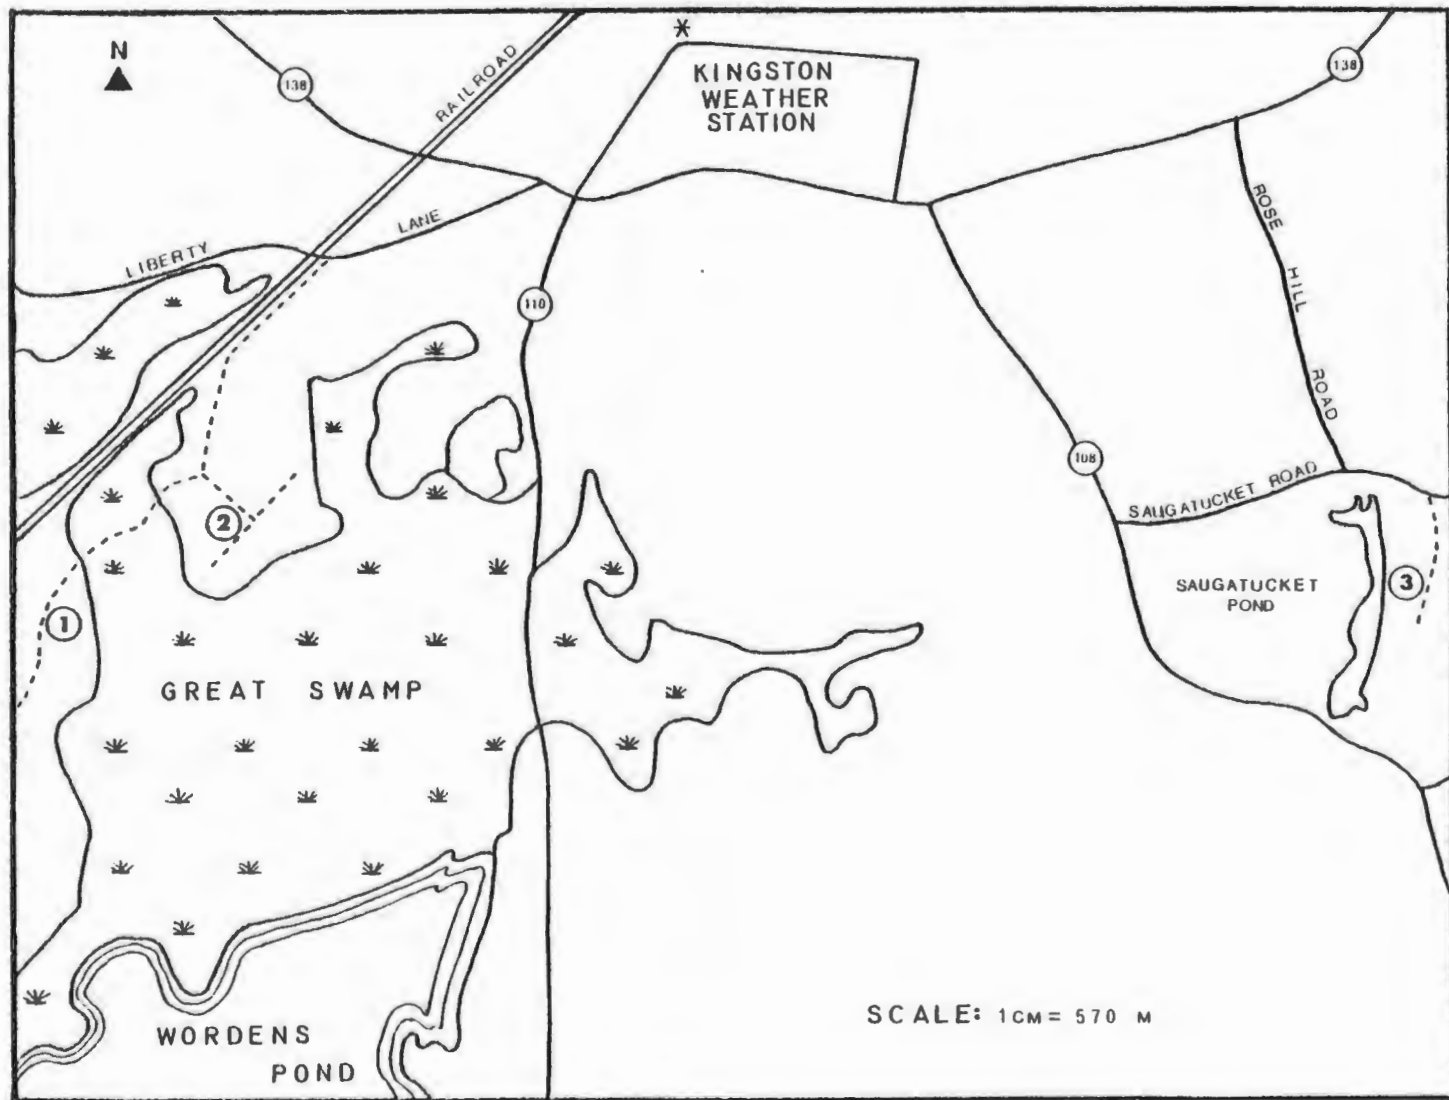 N
138
RAILROAD
KINGSTON
WEATHER
STATION
138
LIBERTY LANE
ROSE HILL ROAD
110
108
SAUGATUCKET ROAD
2
1
SAUGATUCKET
POND
3
GREAT SWAMP
WORDENS
POND
SCALE: 1CM = 570 M